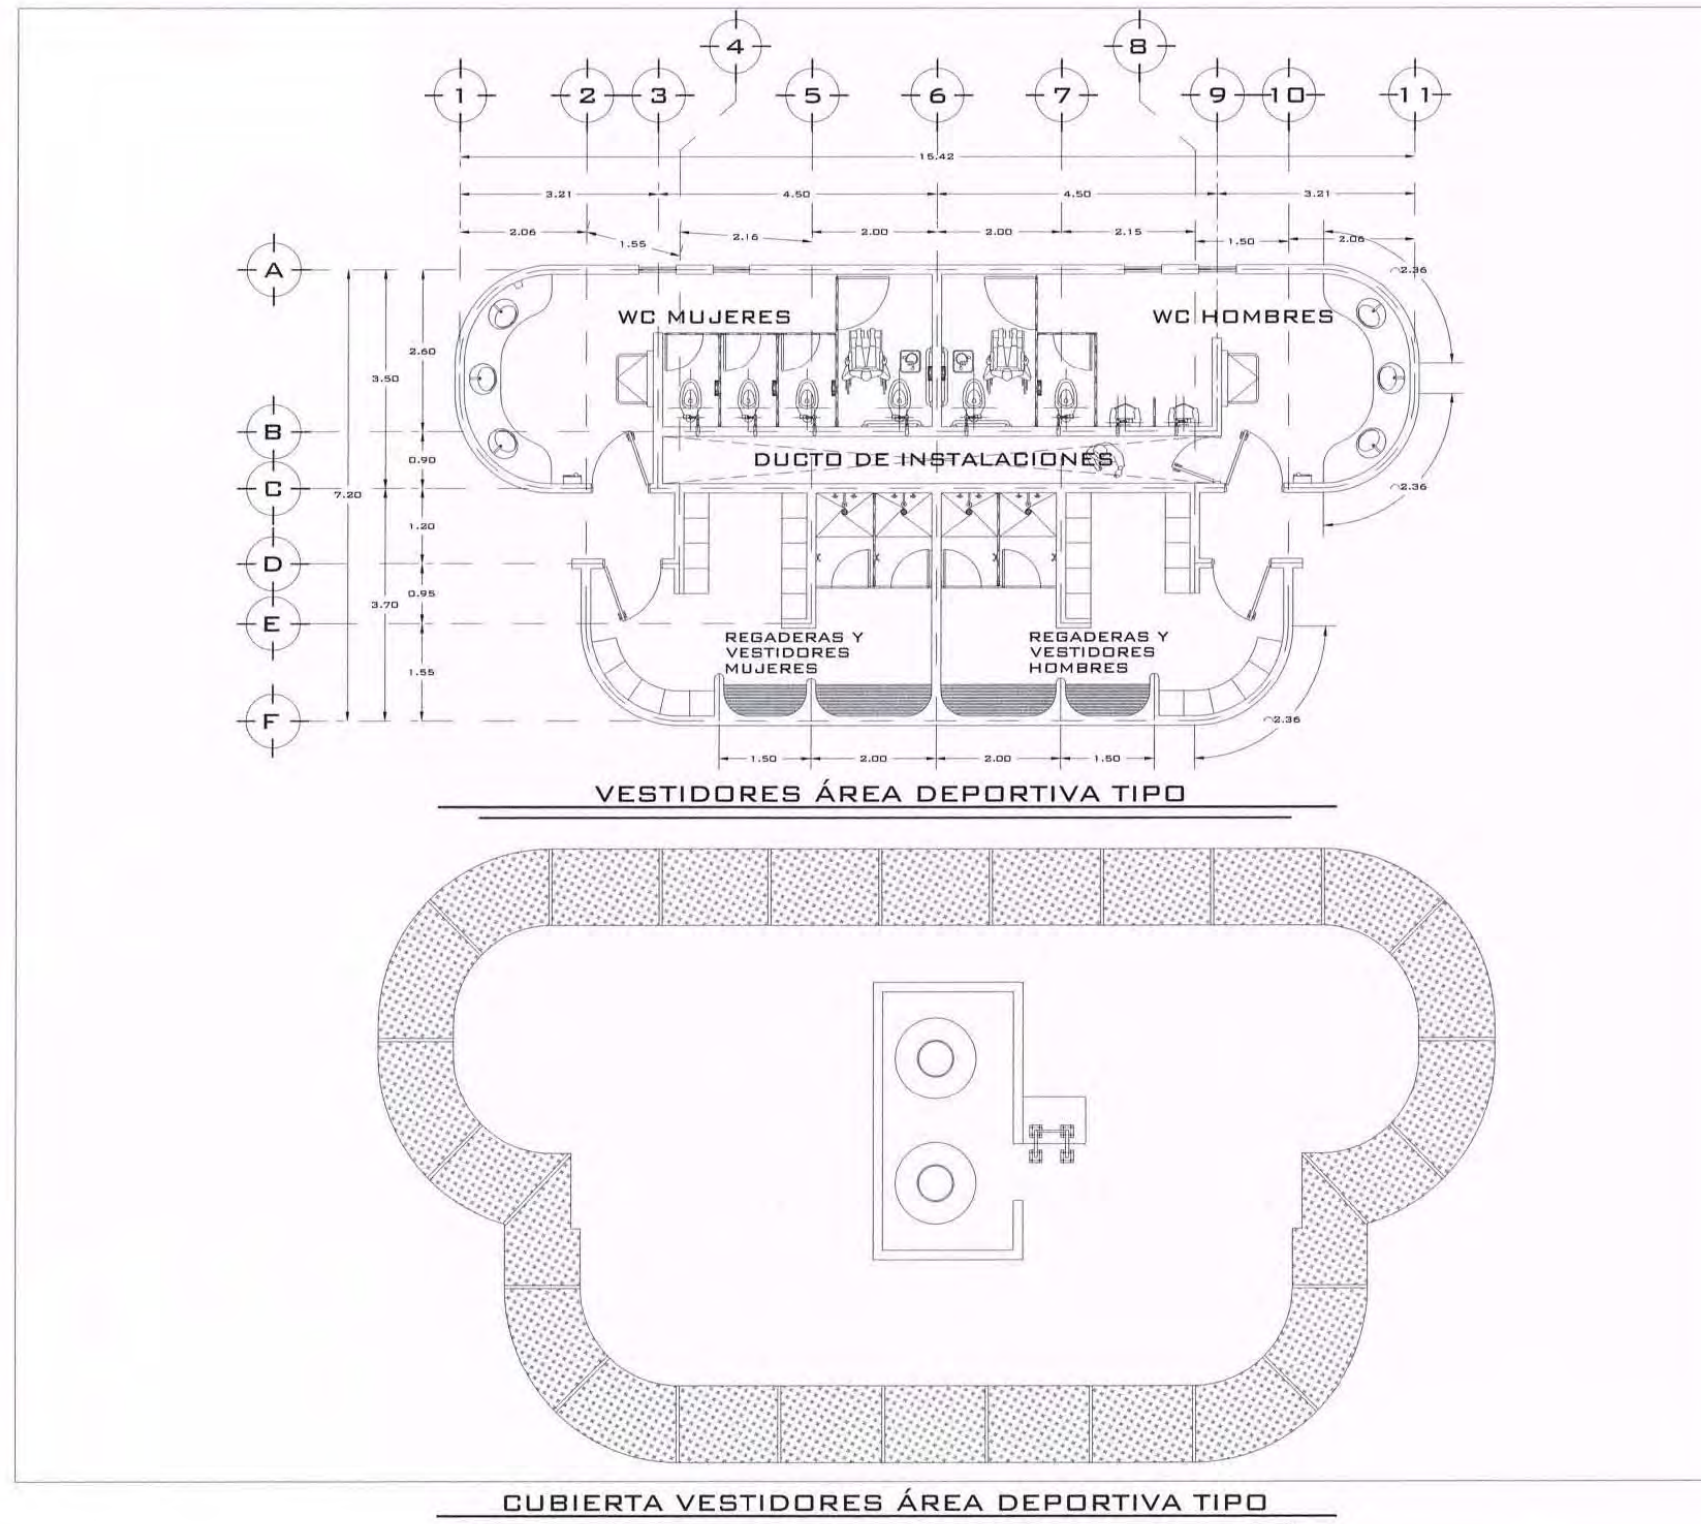 4 8
1 2 3 5 6 7 9 10 11
15.42
3.21 4.50 4.50 3.21
2.06 1.55 2.16 2.00 2.00 2.15 1.50 2.06
A
2.36
WC MUJERES WC HOMBRES
2.60
3.50
B
0.90
DUCTO DE INSTALACIONES
C
7.20
2.36
1.20
D
0.95
3.70
E
REGADERAS Y
VESTIDORES
MUJERES
REGADERAS Y
VESTIDORES
HOMBRES
1.55
F
2.36
1.50 2.00 2.00 1.50
VESTIDORES ÁREA DEPORTIVA TIPO
CUBIERTA VESTIDORES ÁREA DEPORTIVA TIPO